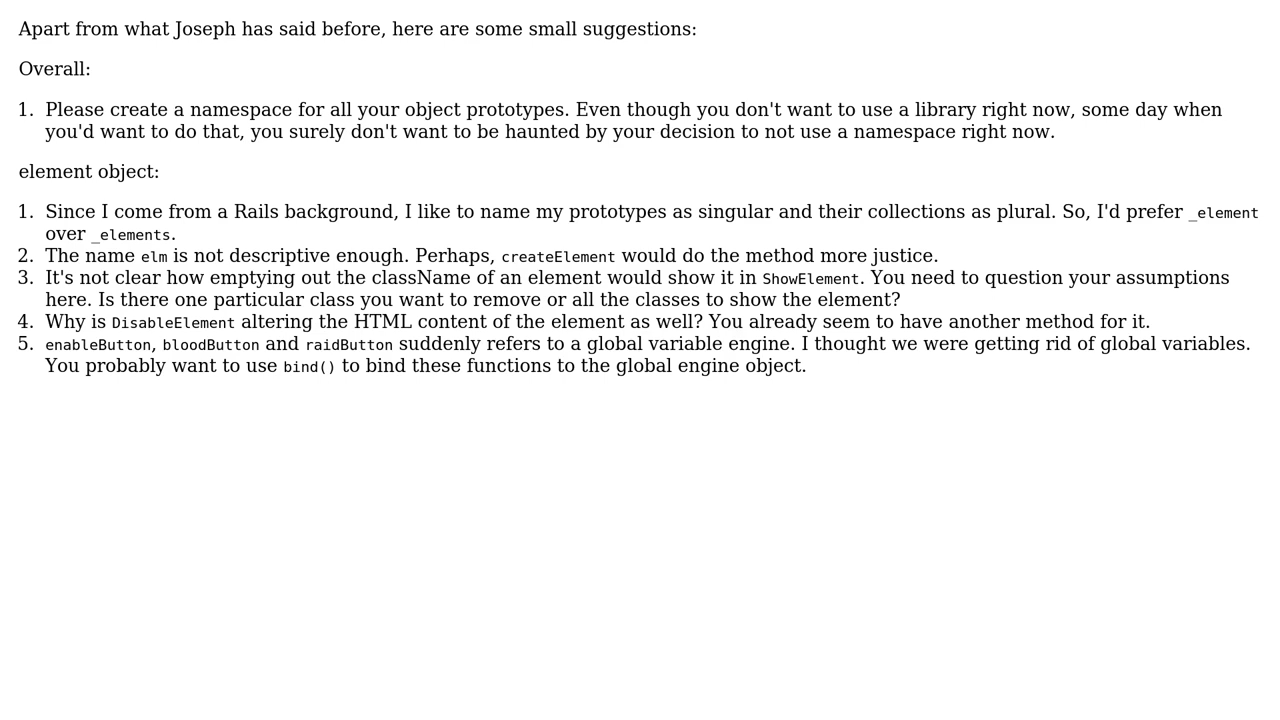 Apart from what Joseph has said before, here are some small suggestions:
Overall:
1. Please create a namespace for all your object prototypes. Even though you don't want to use a library right now, some day when
you'd want to do that, you surely don't want to be haunted by your decision to not use a namespace right now.
element object:
1. Since I come from a Rails background, I like to name my prototypes as singular and their collections as plural. So, I'd prefer _element
over _elements.
2. The name elm is not descriptive enough. Perhaps, createElement would do the method more justice.
3. It's not clear how emptying out the className of an element would show it in ShowElement. You need to question your assumptions
here. Is there one particular class you want to remove or all the classes to show the element?
4. Why is DisableElement altering the HTML content of the element as well? You already seem to have another method for it.
5. enableButton, bloodButton and raidButton suddenly refers to a global variable engine. I thought we were getting rid of global variables.
You probably want to use bind() to bind these functions to the global engine object.